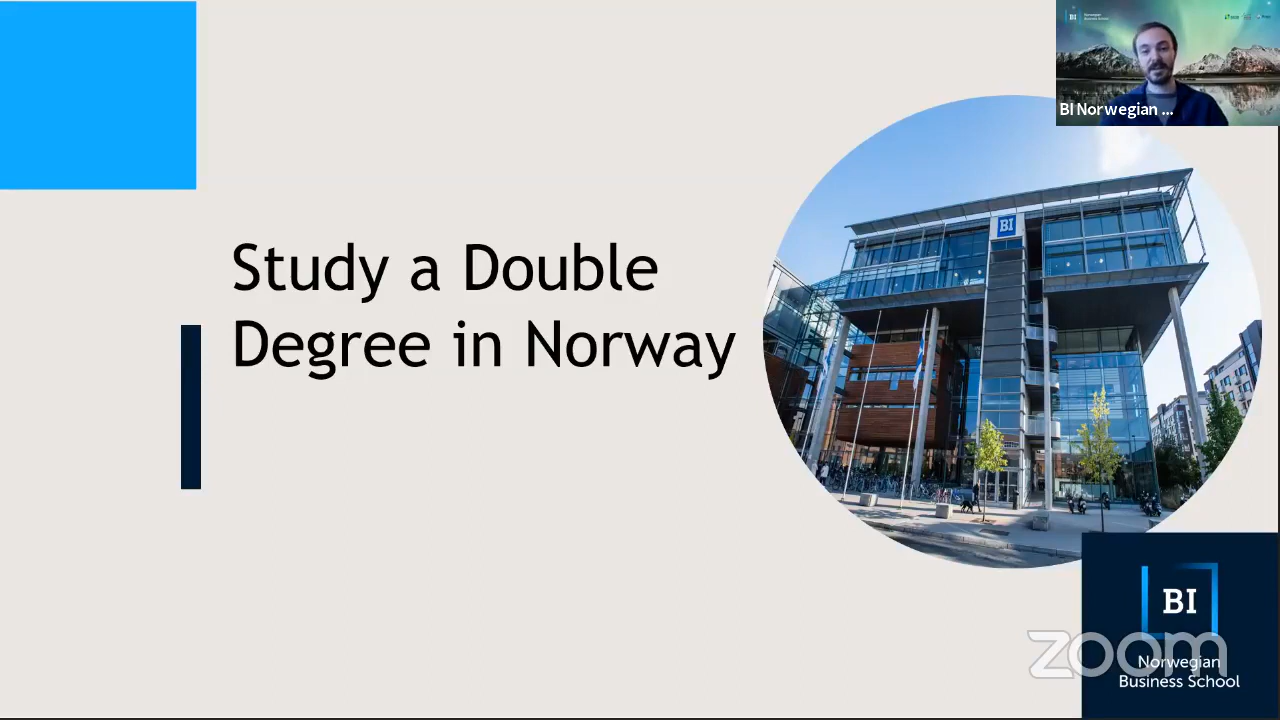 BI Norwegian ...
Study a Double
Degree in Norway
BI
BI
zoom
Norwegian
Business School